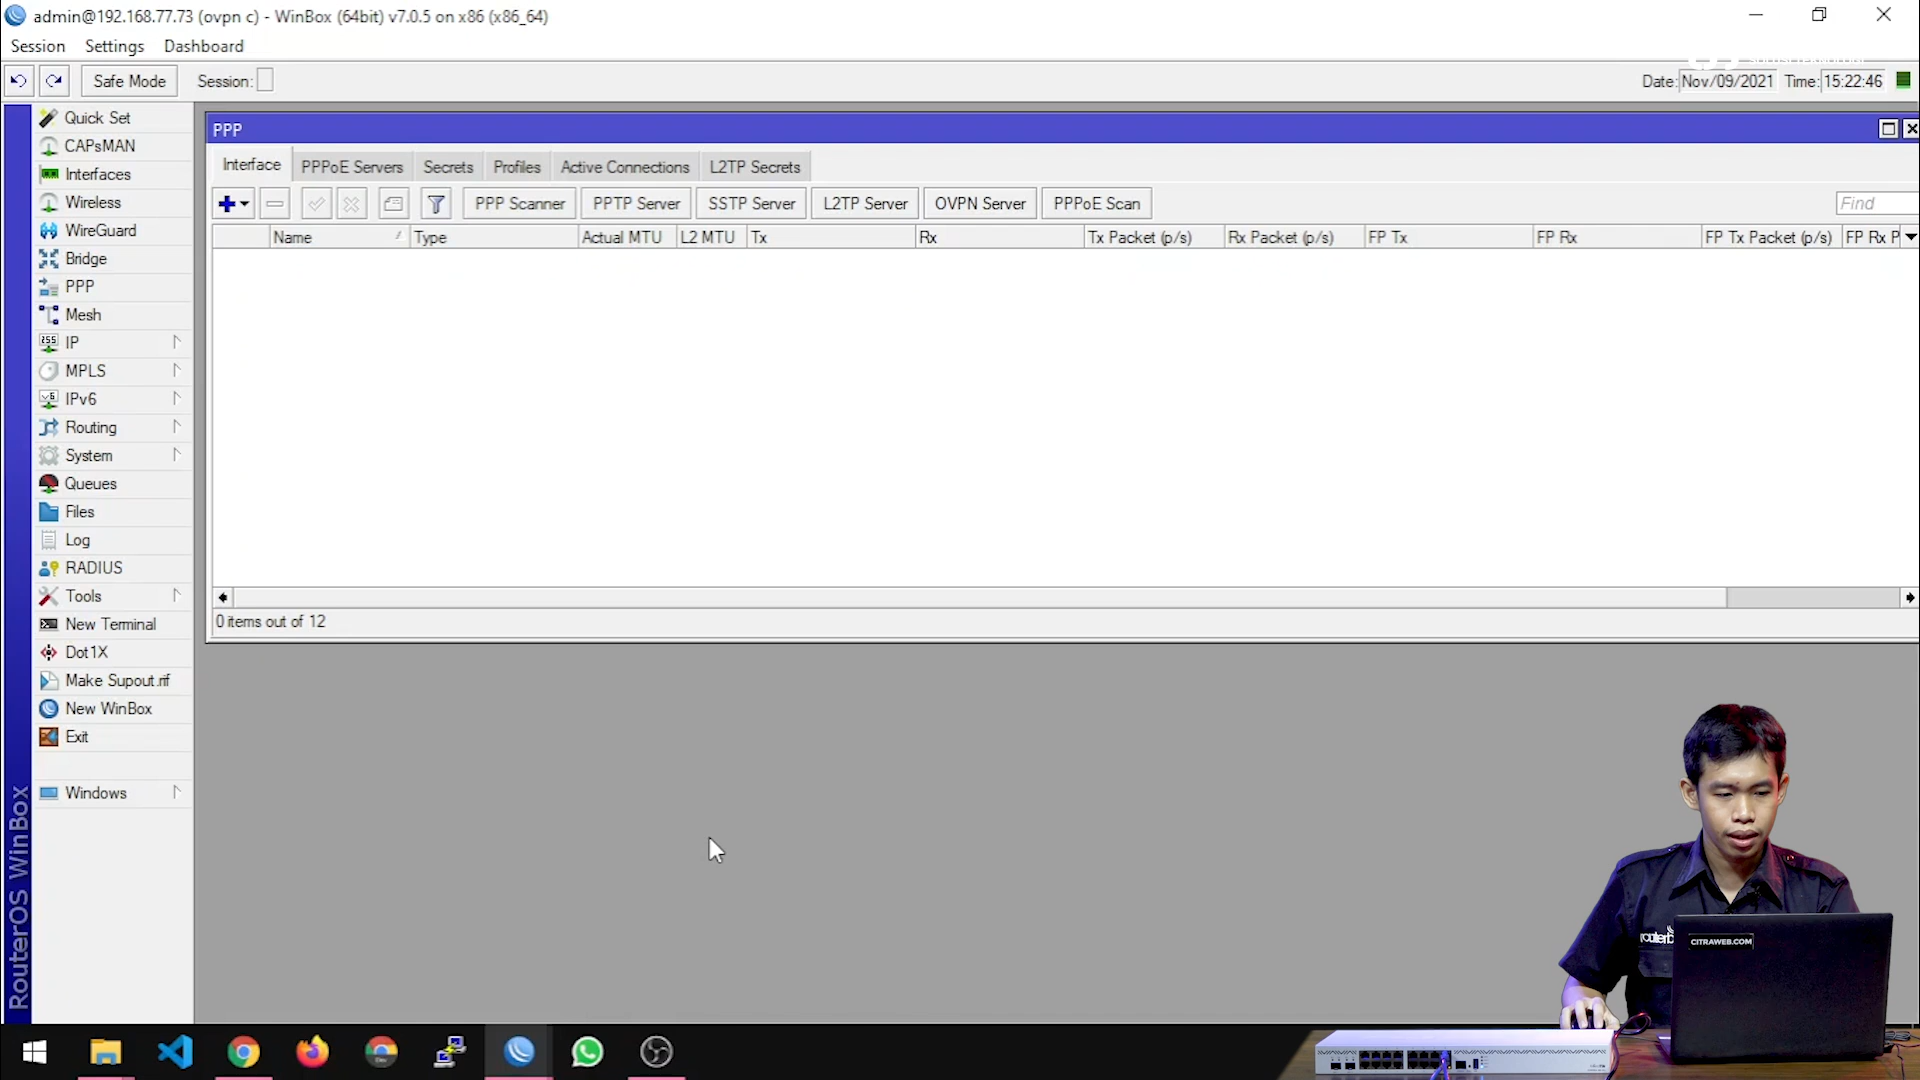 admin@192.168.77.73 (ovpn c) - WinBox (64bit) v7.0.5 on x86 (x86_64)
Session Settings Dashboard
Safe Mode Session: Date: Nov/09/2021 Time: 15:22:46
Quick Set
CAPsMAN
Interfaces
Wireless
WireGuard
Bridge
PPP
Mesh
IP
MPLS
IPv6
Routing
System
Queues
Files
Log
RADIUS
Tools
New Terminal
Dot1X
Make Supout.rif
New WinBox
Exit
Windows
RouterOS WinBox
PPP
Interface PPPoE Servers Secrets Profiles Active Connections L2TP Secrets
PPP Scanner PPTP Server SSTP Server L2TP Server OVPN Server PPPoE Scan Find
Name Type Actual MTU L2 MTU Tx Rx Tx Packet (p/s) Rx Packet (p/s) FP Tx FP Rx FP Tx Packet (p/s) FP Rx P
0 items out of 12
CITRAWEB.COM